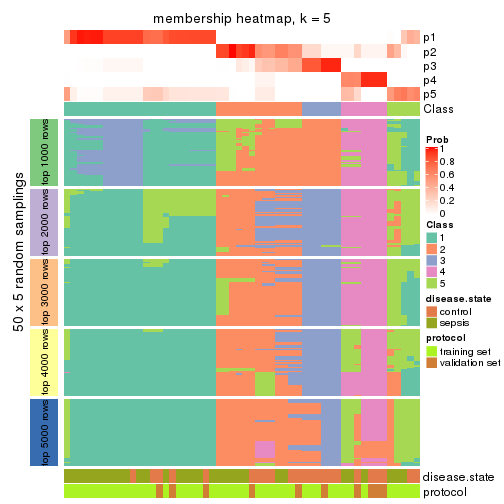 membership heatmap, k = 5
p1
p2
p3
p4
p5
Class
50 x 5 random samplings
top 1000 rows
top 2000 rows
top 3000 rows
top 4000 rows
top 5000 rows
disease.state
protocol
Prob
1
0.8
0.6
0.4
0.2
0
Class
1
2
3
4
5
disease.state
control
sepsis
protocol
training set
validation set